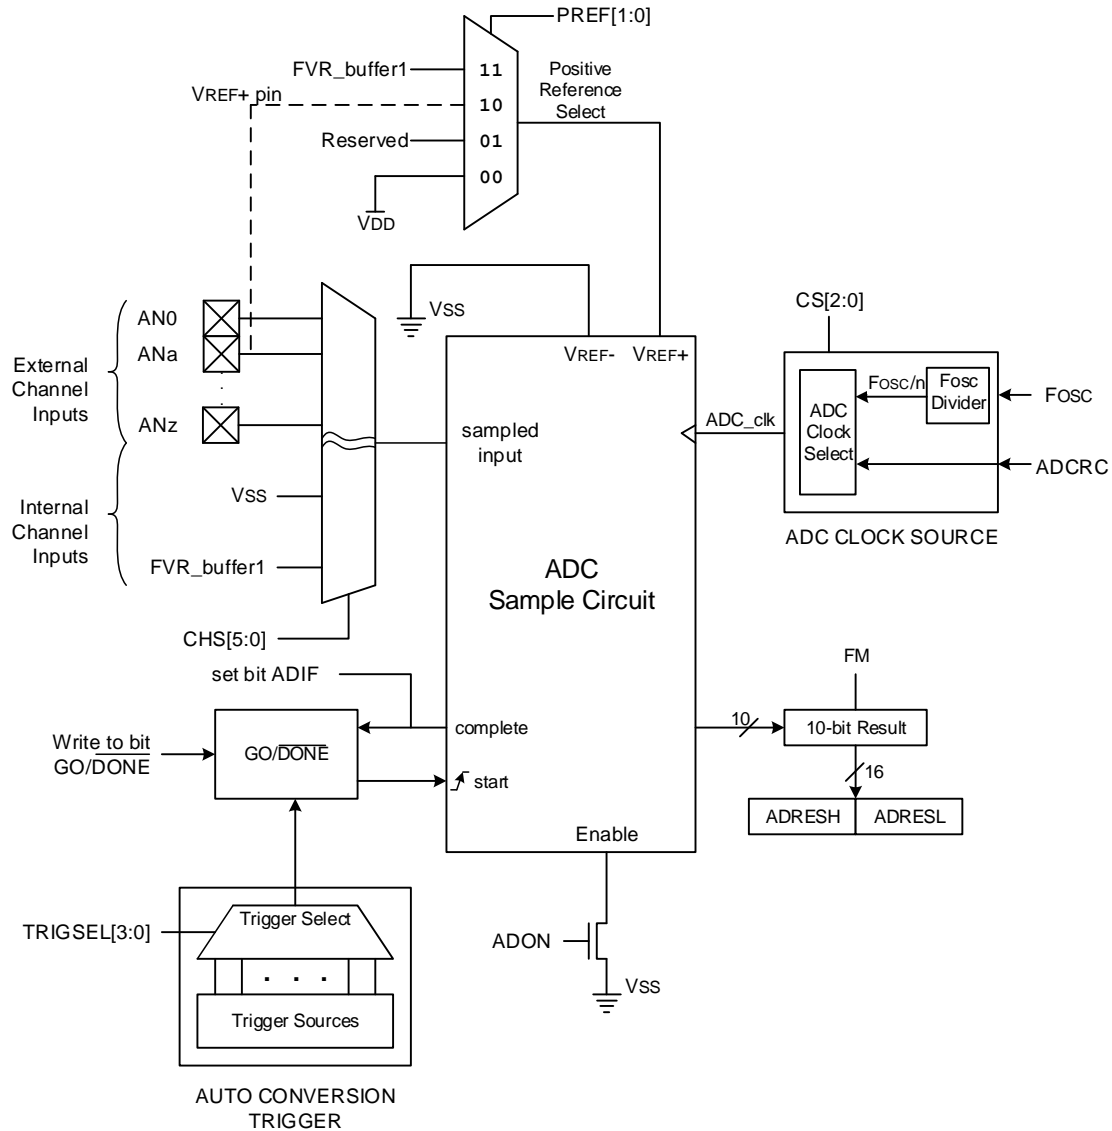 PREF[1:0]
FVR_buffer1
11
Positive
Reference
Select
VREF+ pin
10
Reserved
01
00
VDD
VSS
CS[2:0]
AN0
ANa
ANz
External
Channel
Inputs
VREF-
VREF+
FOSC/n
Fosc
Divider
FOSC
ADC
Clock
Select
ADC_clk
ADCRC
ADC CLOCK SOURCE
sampled
input
VSS
Internal
Channel
Inputs
FVR_buffer1
ADC
Sample Circuit
CHS[5:0]
set bit ADIF
FM
complete
10
10-bit Result
Write to bit
GO/DONE
GO/DONE
start
16
ADRESH
ADRESL
Enable
TRIGSEL[3:0]
Trigger Select
. . .
Trigger Sources
ADON
VSS
AUTO CONVERSION
TRIGGER